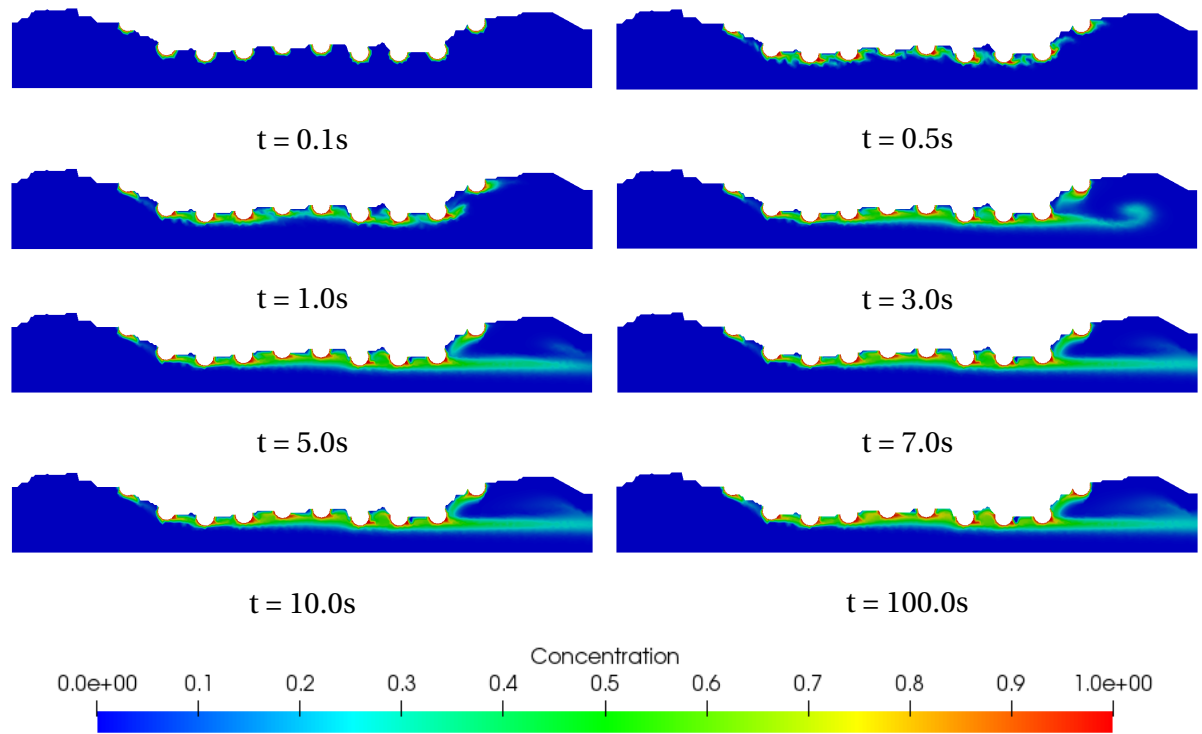 t = 0.1s
t = 0.5s
t = 1.0s
t = 3.0s
t = 5.0s
t = 7.0s
t = 10.0s
t = 100.0s
Concentration
0.0e+00 0.1 0.2 0.3 0.4 0.5 0.6 0.7 0.8 0.9 1.0e+00